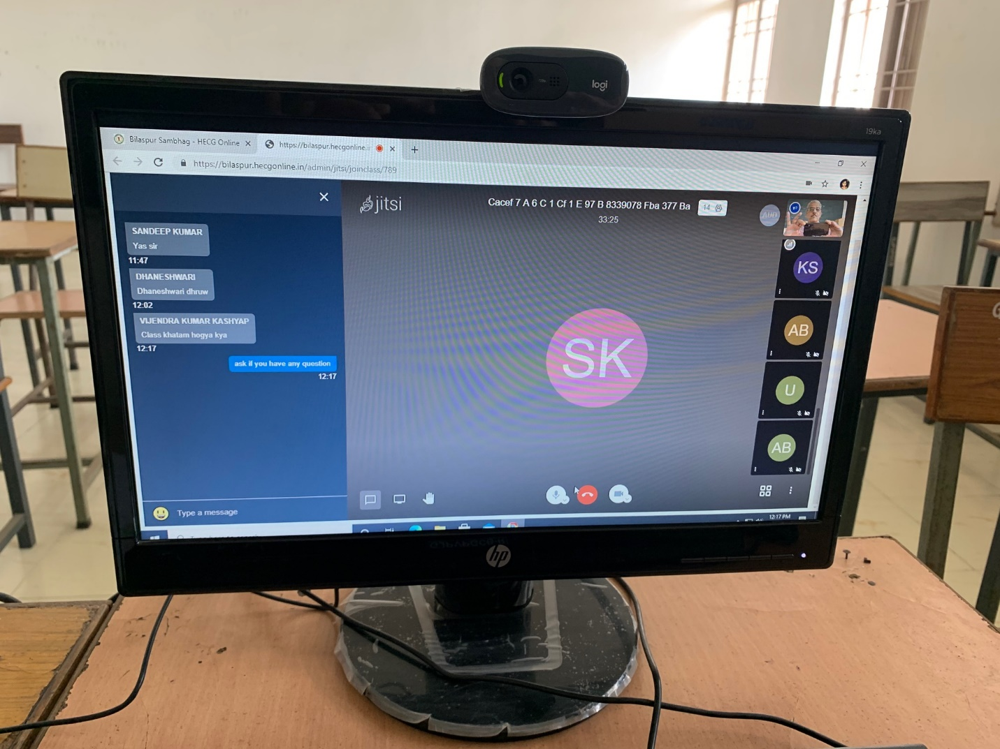 logi
19ka
Bilaspur Sambhag - HECG Online
https://bilaspur.hecgonline.
https://bilaspur.hecgonline.in/admin/jitsi/joinclass/789
jitsi
Cacef 7 A 6 C 1 Cf 1 E 97 B 8339078 Fba 377 Ba
14
33:25
SANDEEP KUMAR
Yas sir
11:47
DHANESHWARI
Dhaneshwari dhruw
12:02
VIJENDRA KUMAR KASHYAP
Class khatam hogya kya
12:17
ask if you have any question
12:17
SK
KS
AB
U
AB
Type a message
12:17 PM
hp